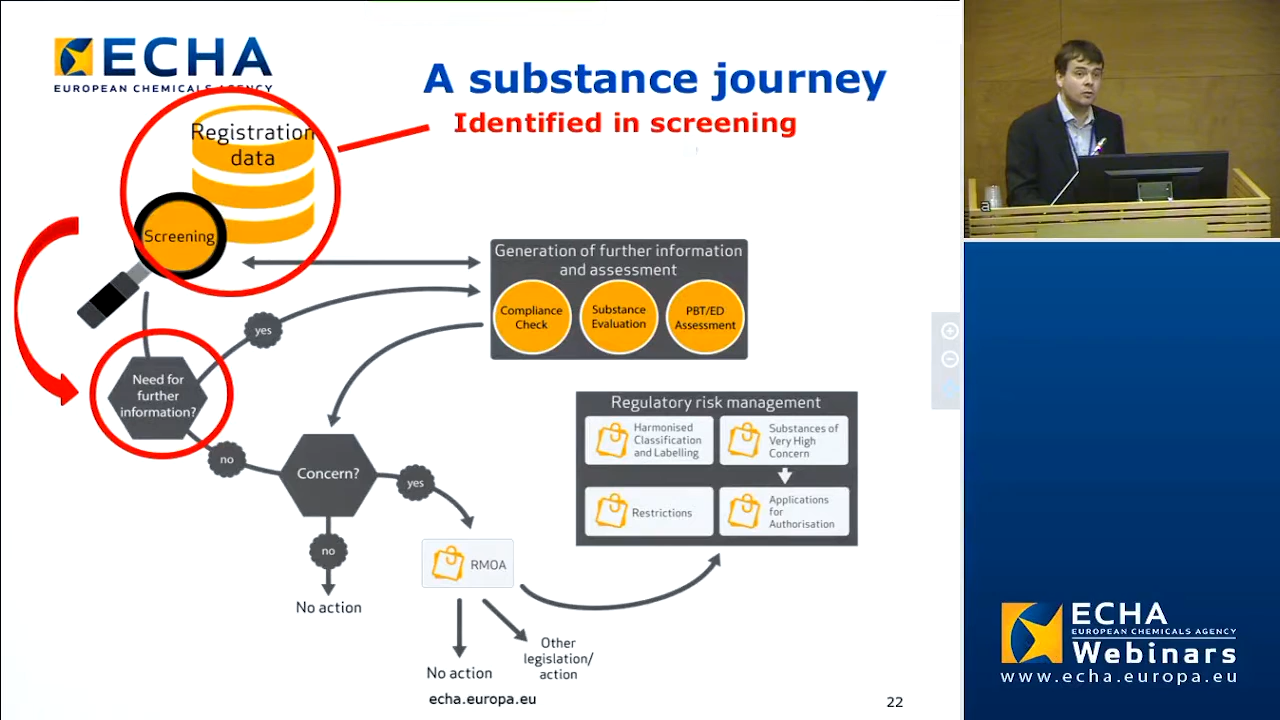 ECHA
EUROPEAN CHEMICALS AGENCY
A substance journey
Identified in screening
Registration
data
Screening
Generation of further information
and assessment
Compliance
Check
Substance
Evaluation
PBT/ED
Assessment
yes
Need for
further
information?
no
Concern?
yes
no
No action
Regulatory risk management
Harmonised
Classification
and Labelling
Substances of
Very High
Concern
Restrictions
Applications
for
Authorisation
RMOA
No action
Other
legislation/
action
echa.europa.eu
22
a
ECHA
EUROPEAN CHEMICALS AGENCY
Webinars
www.echa.europa.eu